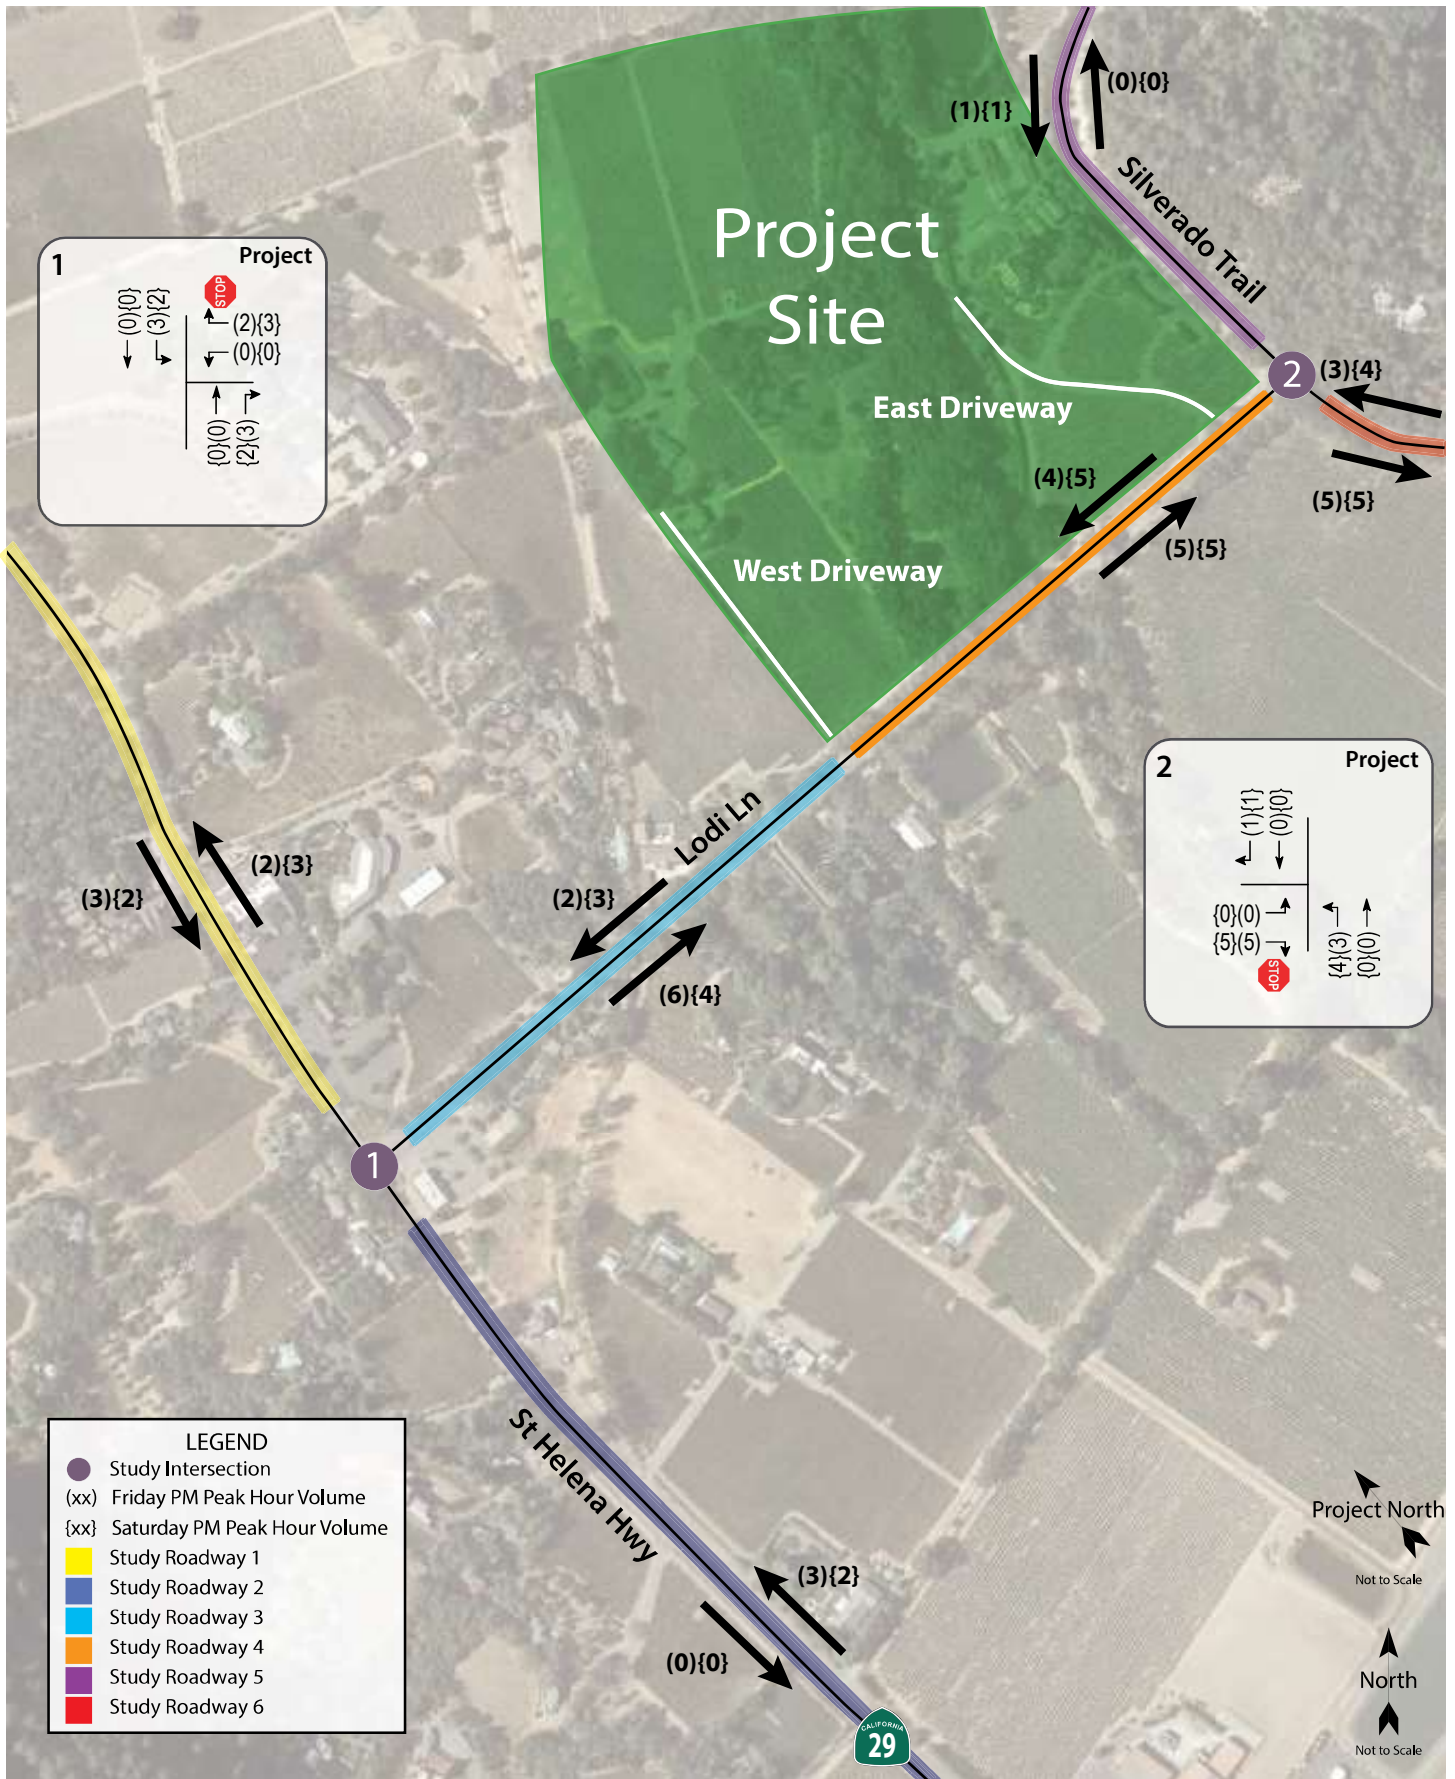 (0){0}
(1){1}
Silverado Trail
Project
Site
1
Project
(0){0}
(3){2}
STOP
(2){3}
(0){0}
{0}(0)
{2}(3)
2
(3){4}
East Driveway
(4){5}
(5){5}
(5){5}
West Driveway
2
Project
(1){1}
(0){0}
{0}(0)
{5}(5)
STOP
{4}(3)
{0}(0)
Lodi Ln
(2){3}
(3){2}
(2){3}
(6){4}
1
St Helena Hwy
LEGEND
Study Intersection
(xx) Friday PM Peak Hour Volume
{xx} Saturday PM Peak Hour Volume
Study Roadway 1
Study Roadway 2
Study Roadway 3
Study Roadway 4
Study Roadway 5
Study Roadway 6
Project North
Not to Scale
(3){2}
(0){0}
North
Not to Scale
CALIFORNIA
29